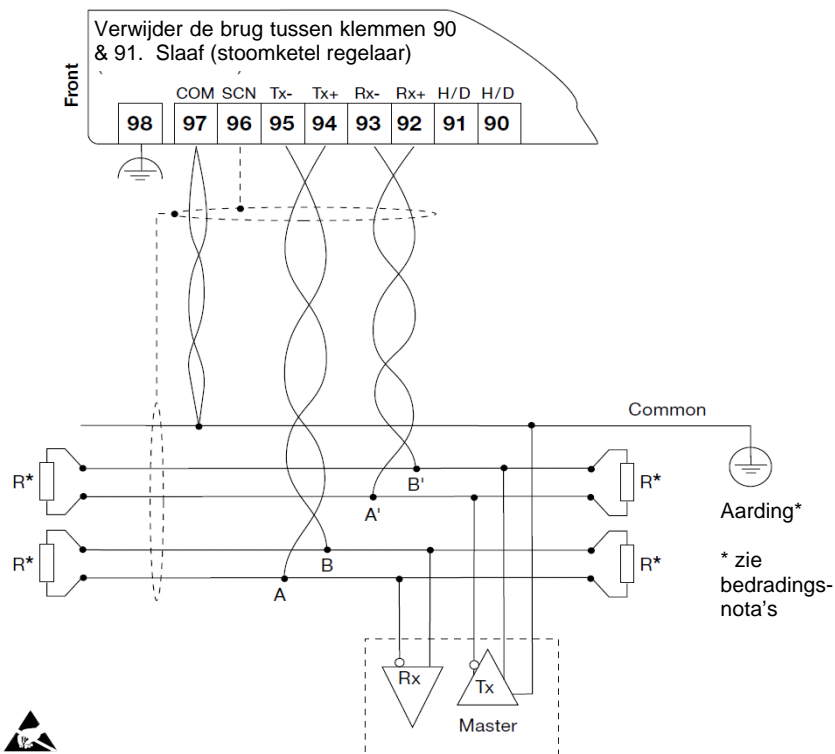 Verwijder de brug tussen klemmen 90
& 91. Slaaf (stoomketel regelaar)
Front
COM SCN Tx- Tx+ Rx- Rx+ H/D H/D
98 97 96 95 94 93 92 91 90
Common
R*
B'
R*
A'
Aarding*
R*
B
R*
A
* zie
bedradings-
nota's
Rx
Tx
Master